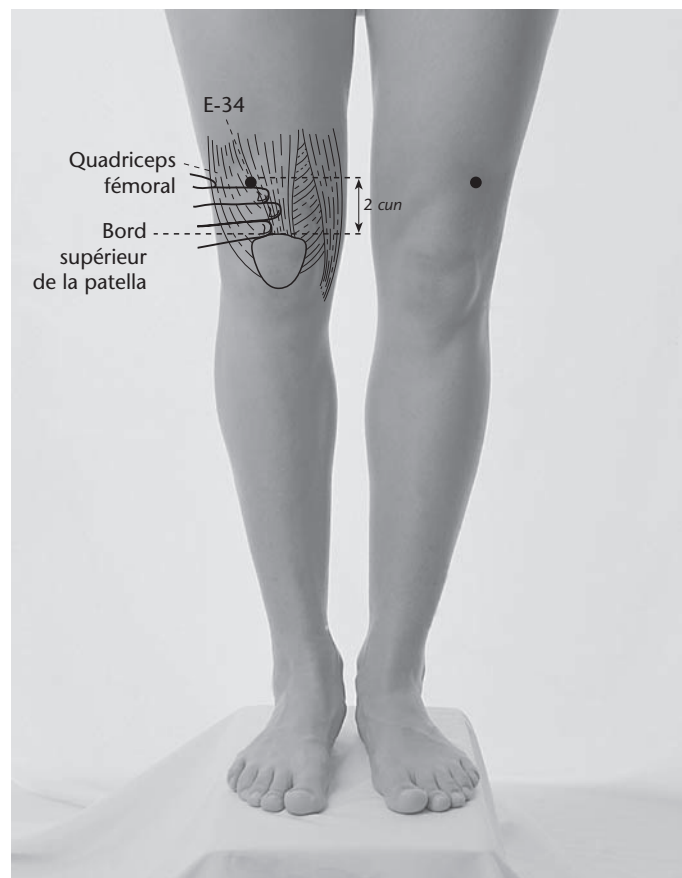 E-34
Quadriceps
fémoral
2 cun
Bord
supérieur
de la patella